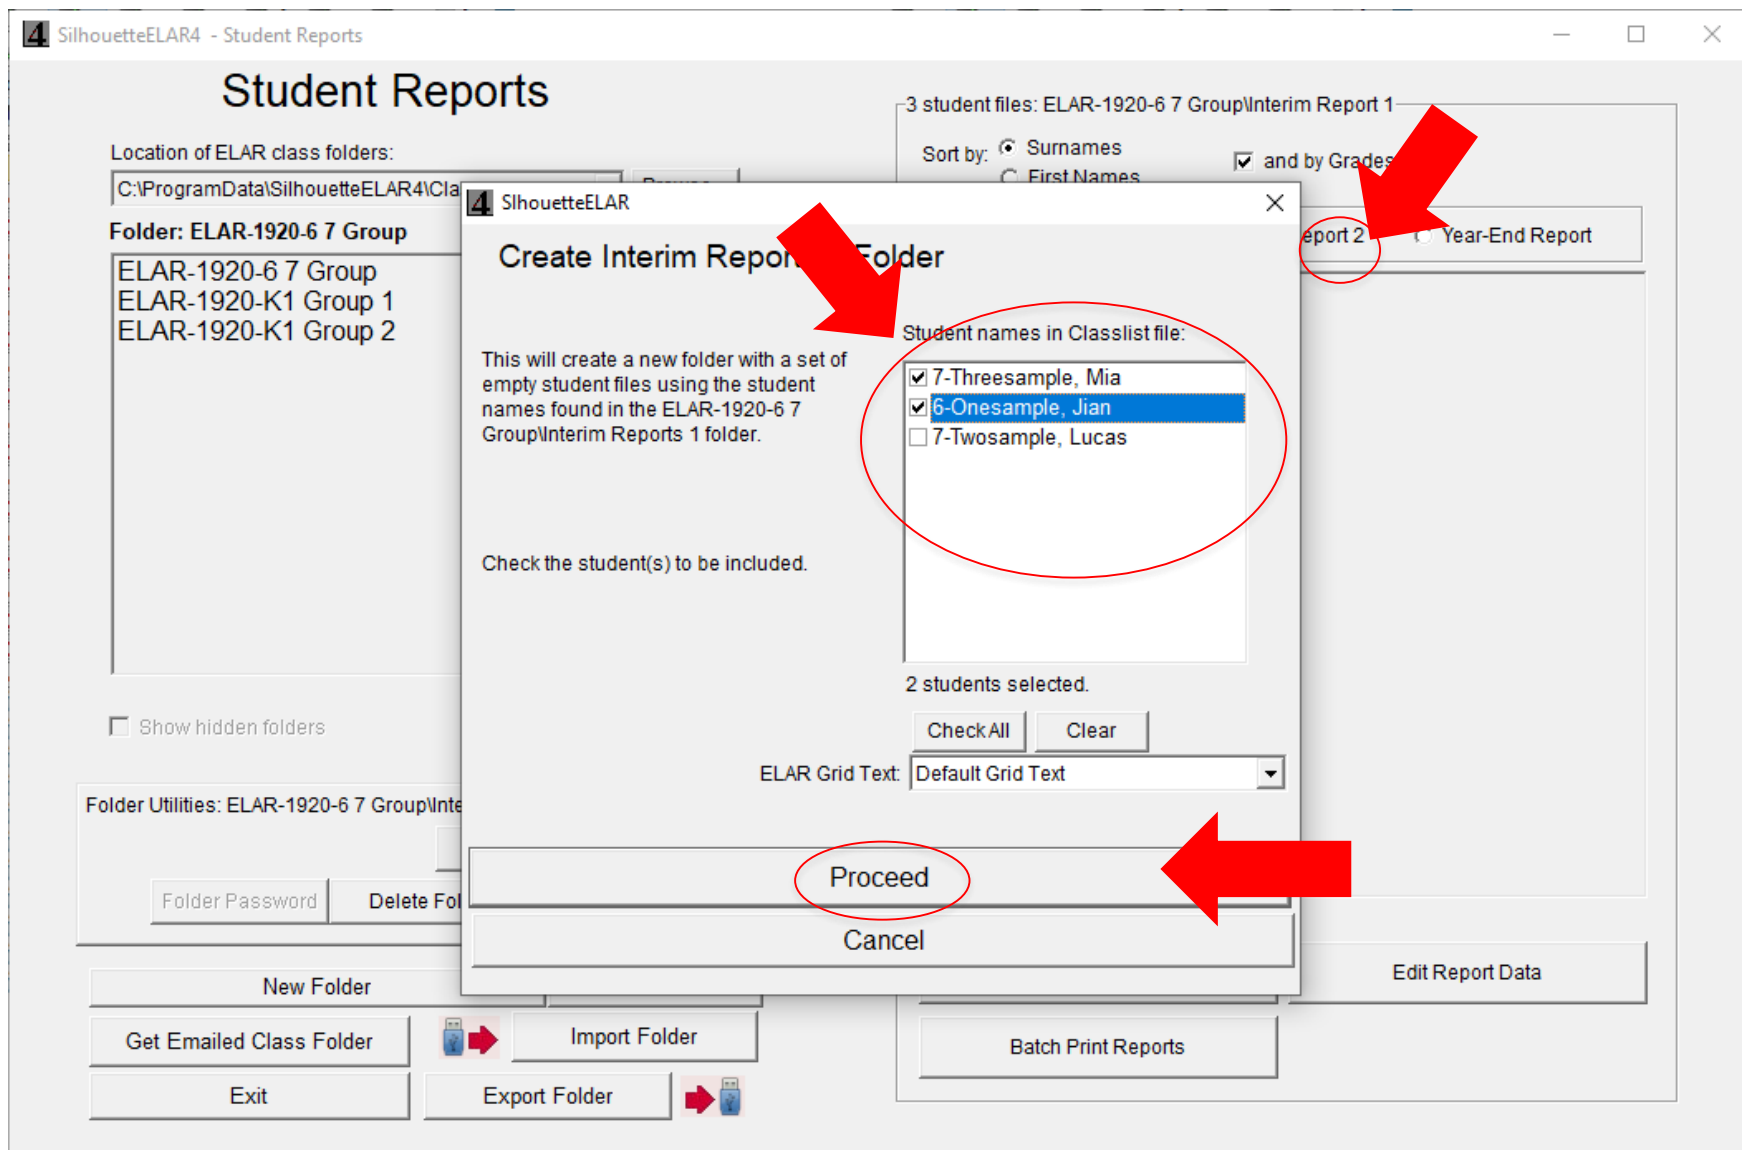 SilhouetteELAR4 - Student Reports
Student Reports
Location of ELAR class folders:
C:\ProgramData\SilhouetteELAR4\Cla
Folder: ELAR-1920-6 7 Group
ELAR-1920-6 7 Group
ELAR-1920-K1 Group 1
ELAR-1920-K1 Group 2
Show hidden folders
Folder Utilities: ELAR-1920-6 7 Group\Inte
Folder Password
Delete Fol
New Folder
Get Emailed Class Folder
Import Folder
Exit
Export Folder
3 student files: ELAR-1920-6 7 Group\Interim Report 1
Sort by:
Surnames
First Names
and by Grades
eport 2
Year-End Report
Edit Report Data
Batch Print Reports
SlhouetteELAR
Create Interim Repor Folder
This will create a new folder with a set of
empty student files using the student
names found in the ELAR-1920-6 7
Group\Interim Reports 1 folder.
Check the student(s) to be included.
Student names in Classlist file:
7-Threesample, Mia
6-Onesample, Jian
7-Twosample, Lucas
2 students selected.
Check All
Clear
ELAR Grid Text:
Default Grid Text
Proceed
Cancel